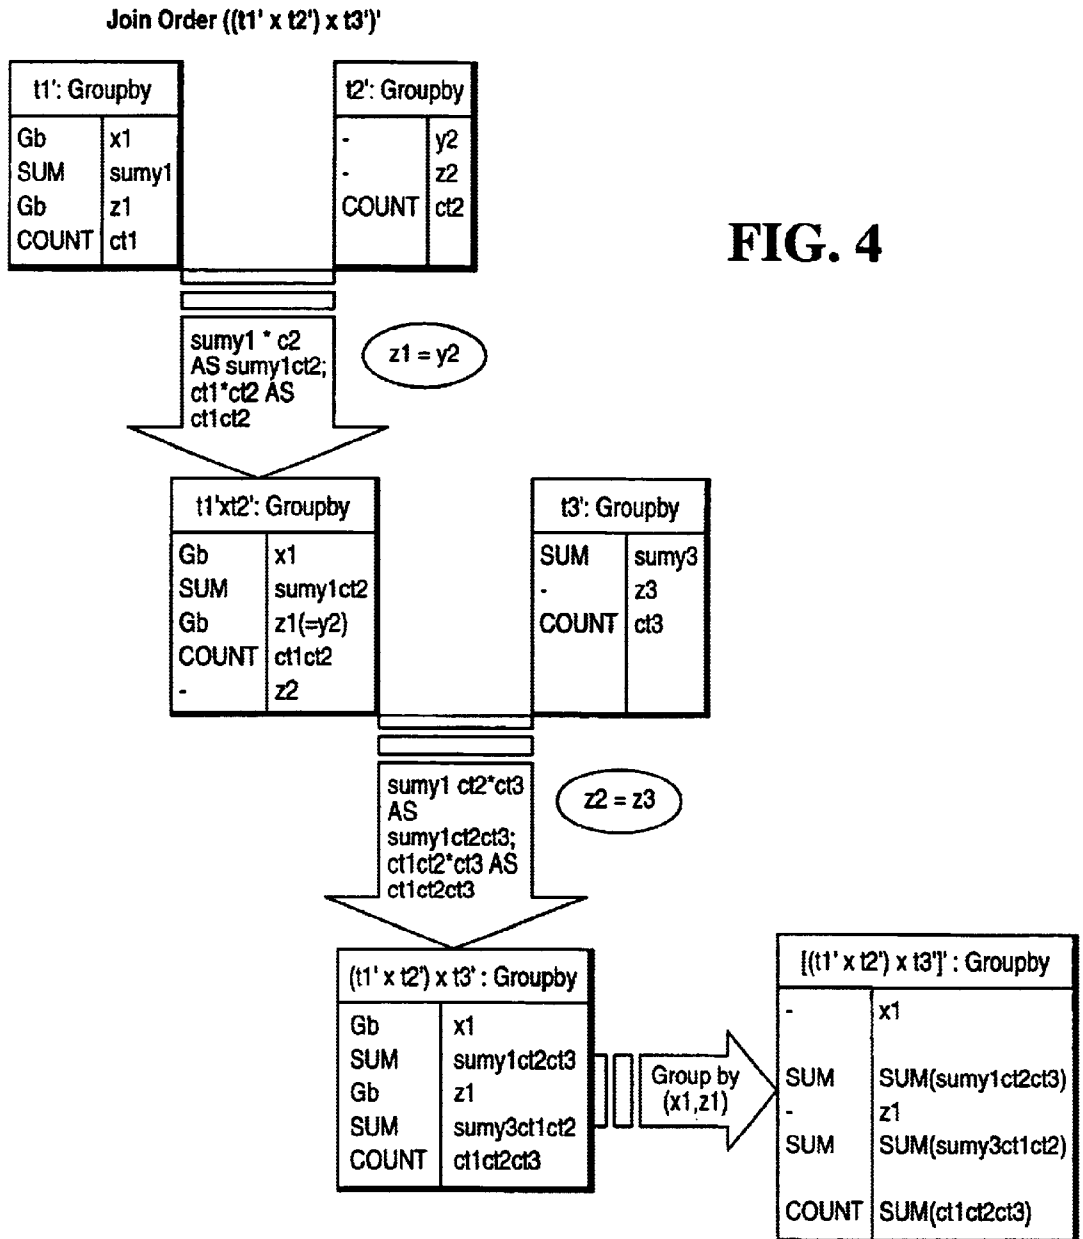 Join Order ((t1' x t2') x t3')'
t1': Groupby
Gb x1
SUM sumy1
Gb z1
COUNT ct1
t2': Groupby
- y2
- z2
COUNT ct2
FIG. 4
sumy1 * c2
AS sumy1ct2;
ct1*ct2 AS
ct1ct2
z1 = y2
t1'xt2': Groupby
Gb x1
SUM sumy1ct2
Gb z1(=y2)
COUNT ct1ct2
- z2
t3': Groupby
SUM sumy3
- z3
COUNT ct3
sumy1 ct2*ct3
AS
sumy1ct2ct3;
ct1ct2*ct3 AS
ct1ct2ct3
z2 = z3
(t1' x t2') x t3' : Groupby
Gb x1
SUM sumy1ct2ct3
Gb z1
SUM sumy3ct1ct2
COUNT ct1ct2ct3
Group by
(x1,z1)
[(t1' x t2') x t3']' : Groupby
- x1
SUM SUM(sumy1ct2ct3)
- z1
SUM SUM(sumy3ct1ct2)
COUNT SUM(ct1ct2ct3)